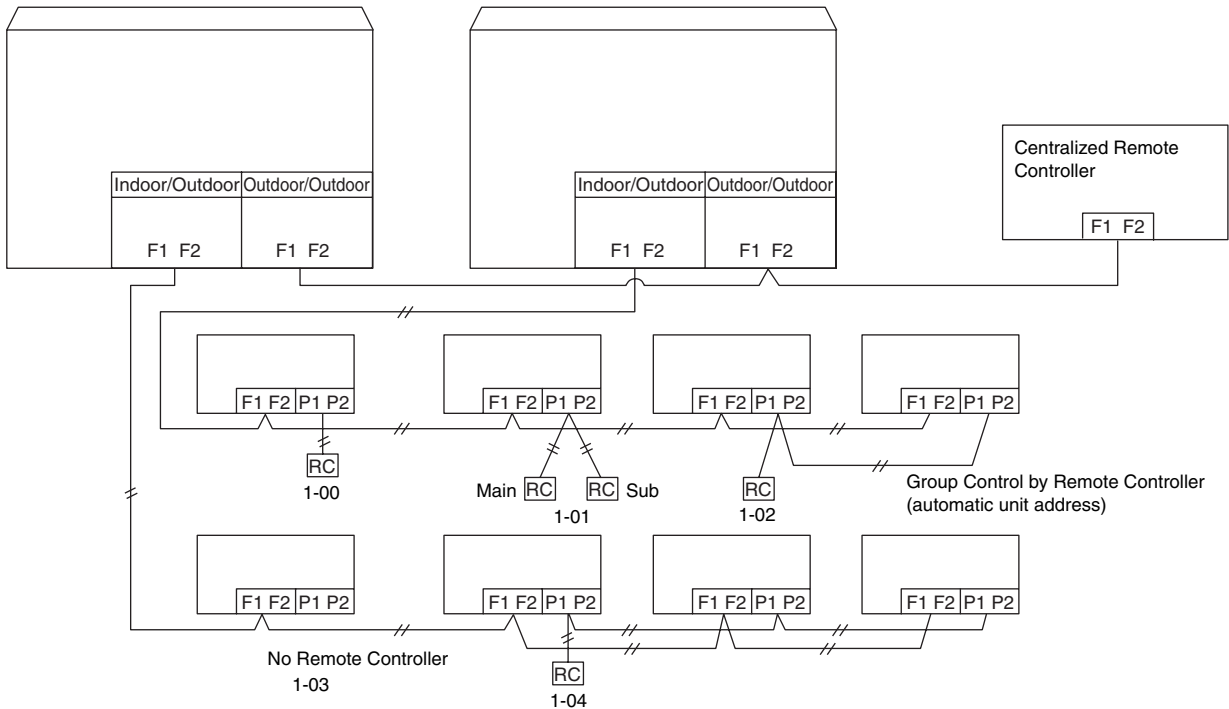 Indoor/Outdoor Outdoor/Outdoor
F1 F2 F1 F2
Indoor/Outdoor Outdoor/Outdoor
F1 F2 F1 F2
Centralized Remote
Controller
F1 F2
F1 F2 P1 P2
F1 F2 P1 P2
F1 F2 P1 P2
F1 F2 P1 P2
RC
1-00
Main RC RC Sub
1-01
RC
1-02
Group Control by Remote Controller
(automatic unit address)
F1 F2 P1 P2
F1 F2 P1 P2
F1 F2 P1 P2
F1 F2 P1 P2
No Remote Controller
1-03
RC
1-04